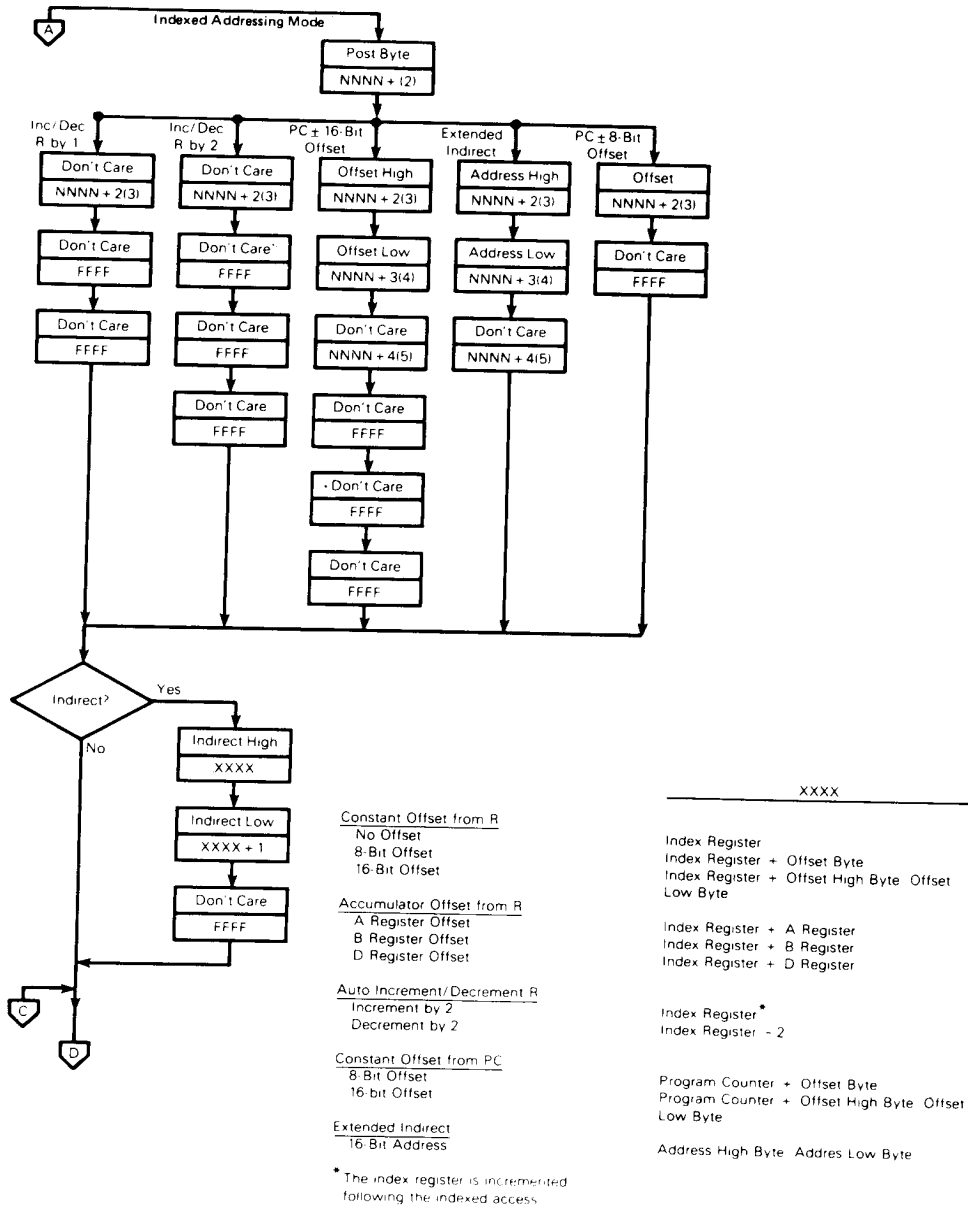 Indexed Addressing Mode
A
Post Byte
NNNN + (2)
Inc/Dec
R by 1
Don't Care
NNNN + 2(3)
Don't Care
FFFF
Don't Care
FFFF
Inc/Dec
R by 2
Don't Care
NNNN + 2(3)
Don't Care
FFFF
Don't Care
FFFF
Don't Care
FFFF
PC ± 16-Bit
Offset
Offset High
NNNN + 2(3)
Offset Low
NNNN + 3(4)
Don't Care
NNNN + 4(5)
Don't Care
FFFF
Don't Care
FFFF
Don't Care
FFFF
Extended
Indirect
Address High
NNNN + 2(3)
Address Low
NNNN + 3(4)
Don't Care
NNNN + 4(5)
PC ± 8-Bit
Offset
Offset
NNNN + 2(3)
Don't Care
FFFF
Indirect?
Yes
No
Indirect High
XXXX
Indirect Low
XXXX + 1
Don't Care
FFFF
C
D
Constant Offset from R
No Offset
8-Bit Offset
16-Bit Offset
Accumulator Offset from R
A Register Offset
B Register Offset
D Register Offset
Auto Increment/Decrement R
Increment by 2
Decrement by 2
Constant Offset from PC
8-Bit Offset
16-bit Offset
Extended Indirect
16-Bit Address
* The index register is incremented
following the indexed access
XXXX
Index Register
Index Register + Offset Byte
Index Register + Offset High Byte Offset
Low Byte
Index Register + A Register
Index Register + B Register
Index Register + D Register
Index Register*
Index Register - 2
Program Counter + Offset Byte
Program Counter + Offset High Byte Offset
Low Byte
Address High Byte Addres Low Byte